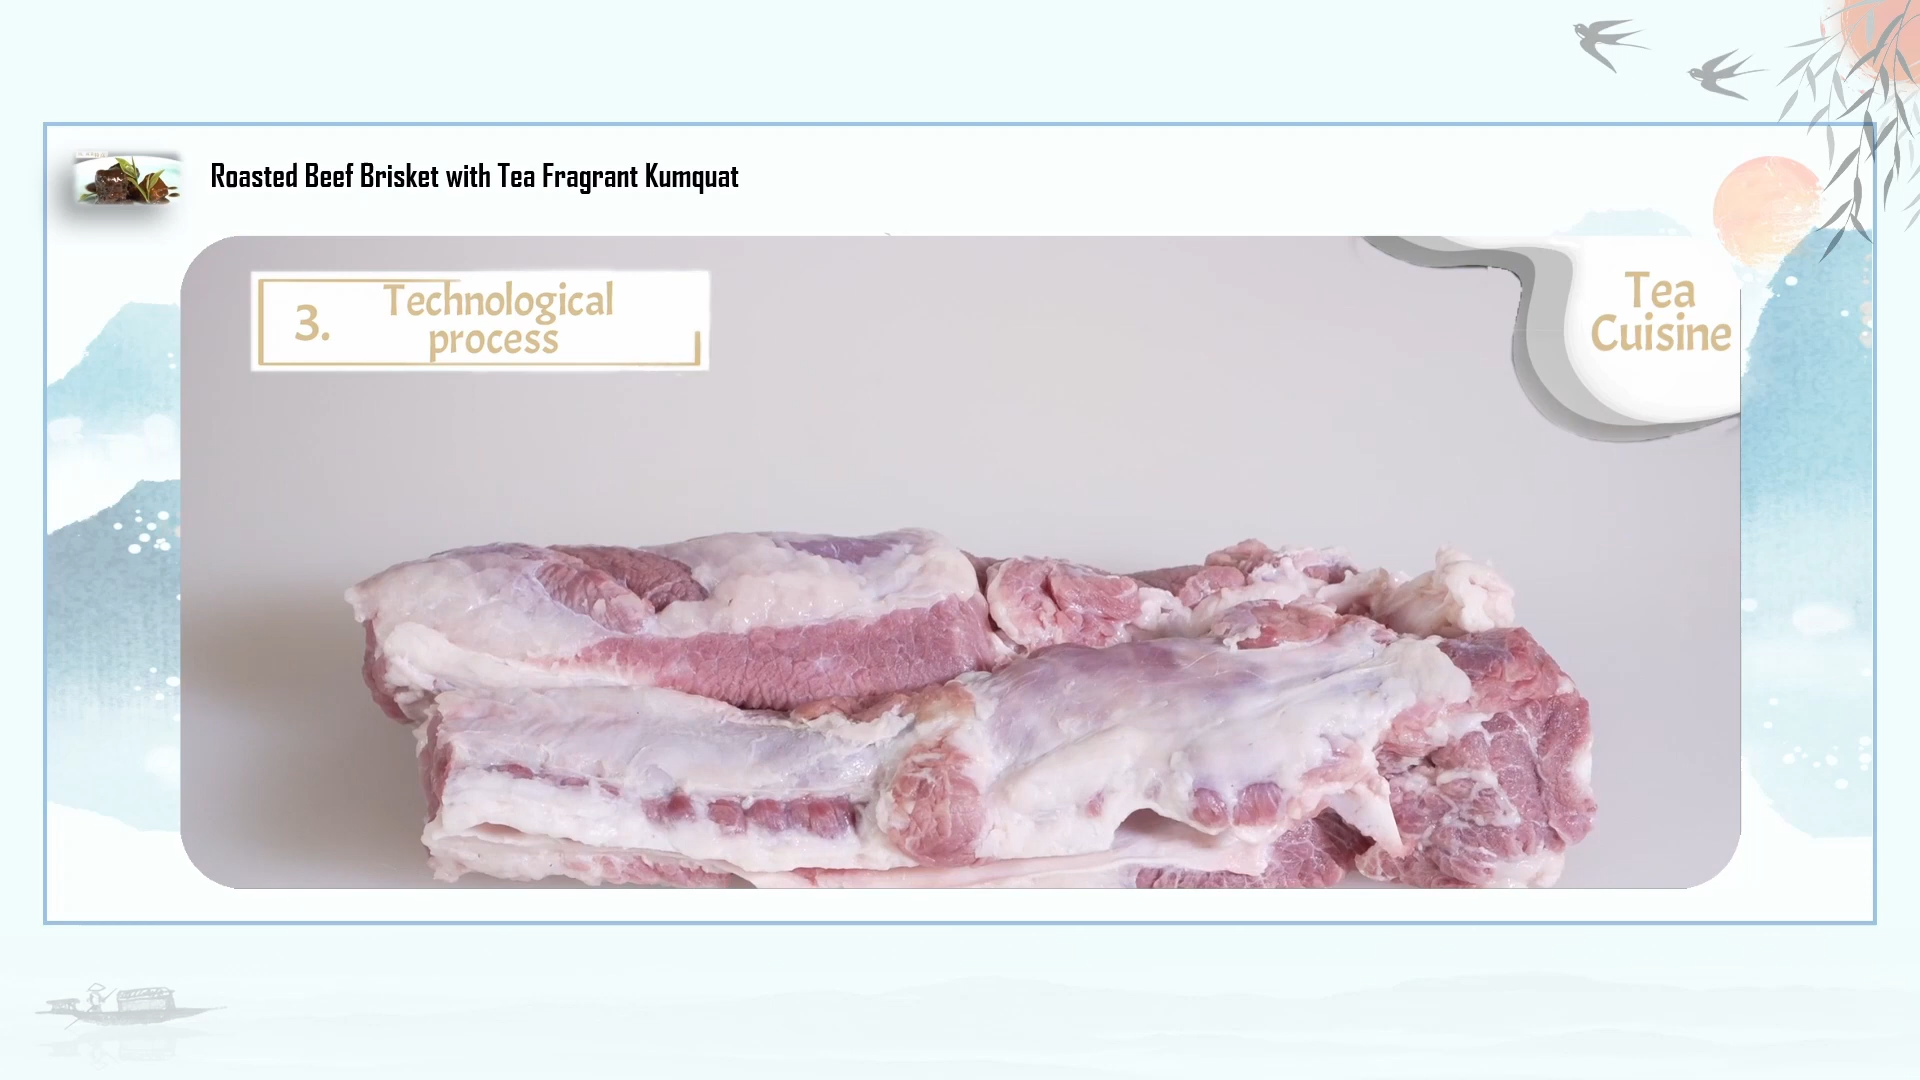 Roasted Beef Brisket with Tea Fragrant Kumquat
3. Technological
process
Tea
Cuisine